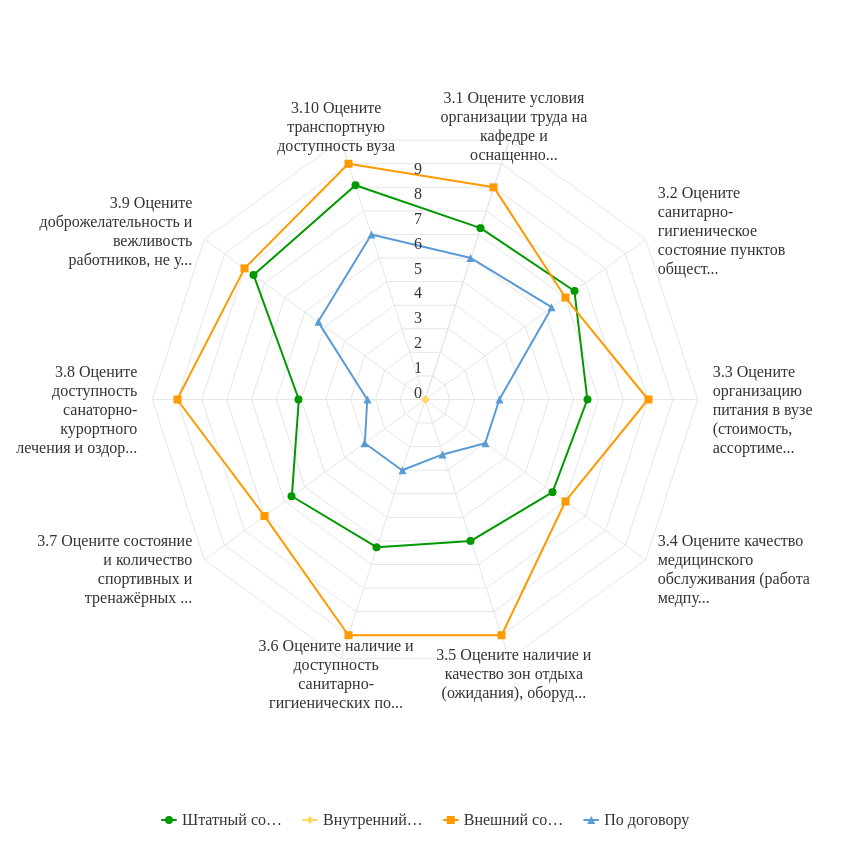 3.10 Оцените
транспортную
доступность вуза
3.1 Оцените условия
организации труда на
кафедре и
оснащенно...
3.2 Оцените
санитарно-
гигиеническое
состояние пунктов
общест...
3.3 Оцените
организацию
питания в вузе
(стоимость,
ассортиме...
3.4 Оцените качество
медицинского
обслуживания (работа
медпу...
3.5 Оцените наличие и
качество зон отдыха
(ожидания), оборуд...
3.6 Оцените наличие и
доступность
санитарно-
гигиенических по...
3.7 Оцените состояние
и количество
спортивных и
тренажёрных ...
3.8 Оцените
доступность
санаторно-
курортного
лечения и оздор...
3.9 Оцените
доброжелательность и
вежливость
работников, не у...
9
8
7
6
5
4
3
2
1
0
Штатный со…
Внутренний…
Внешний со…
По договору